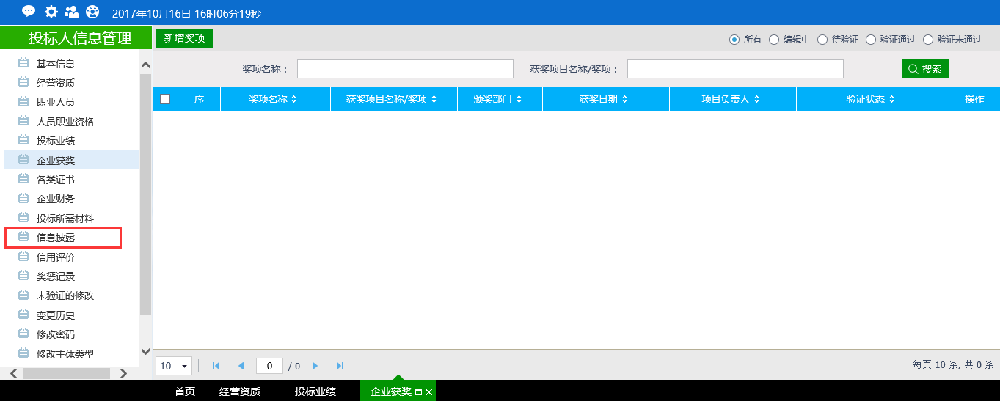 2017年10月16日 16时06分19秒
投标人信息管理
基本信息
经营资质
职业人员
人员职业资格
投标业绩
企业获奖
各类证书
企业财务
投标所需材料
信息披露
信用评价
奖惩记录
未验证的修改
变更历史
修改密码
修改主体类型
新增奖项
所有 编辑中 待验证 验证通过 验证未通过
奖项名称： 获奖项目名称/奖项： 搜索
序 奖项名称 获奖项目名称/奖项 颁奖部门 获奖日期 项目负责人 验证状态 操作
10 0 / 0 每页 10 条, 共 0 条
首页 经营资质 投标业绩 企业获奖